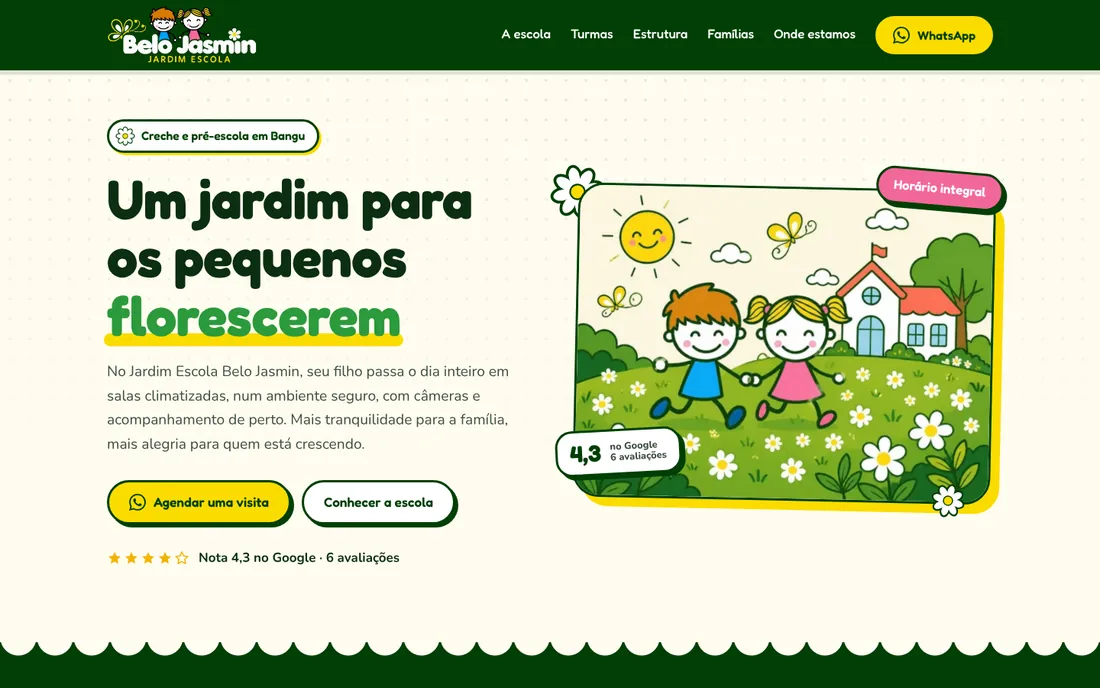 Belo Jasmin
JARDIM ESCOLA
A escola
Turmas
Estrutura
Famílias
Onde estamos
WhatsApp
Creche e pré-escola em Bangu
Um jardim para
os pequenos
florescerem
No Jardim Escola Belo Jasmin, seu filho passa o dia inteiro em
salas climatizadas, num ambiente seguro, com câmeras e
acompanhamento de perto. Mais tranquilidade para a família,
mais alegria para quem está crescendo.
Agendar uma visita
Conhecer a escola
Nota 4,3 no Google · 6 avaliações
Horário integral
4,3
no Google
6 avaliações